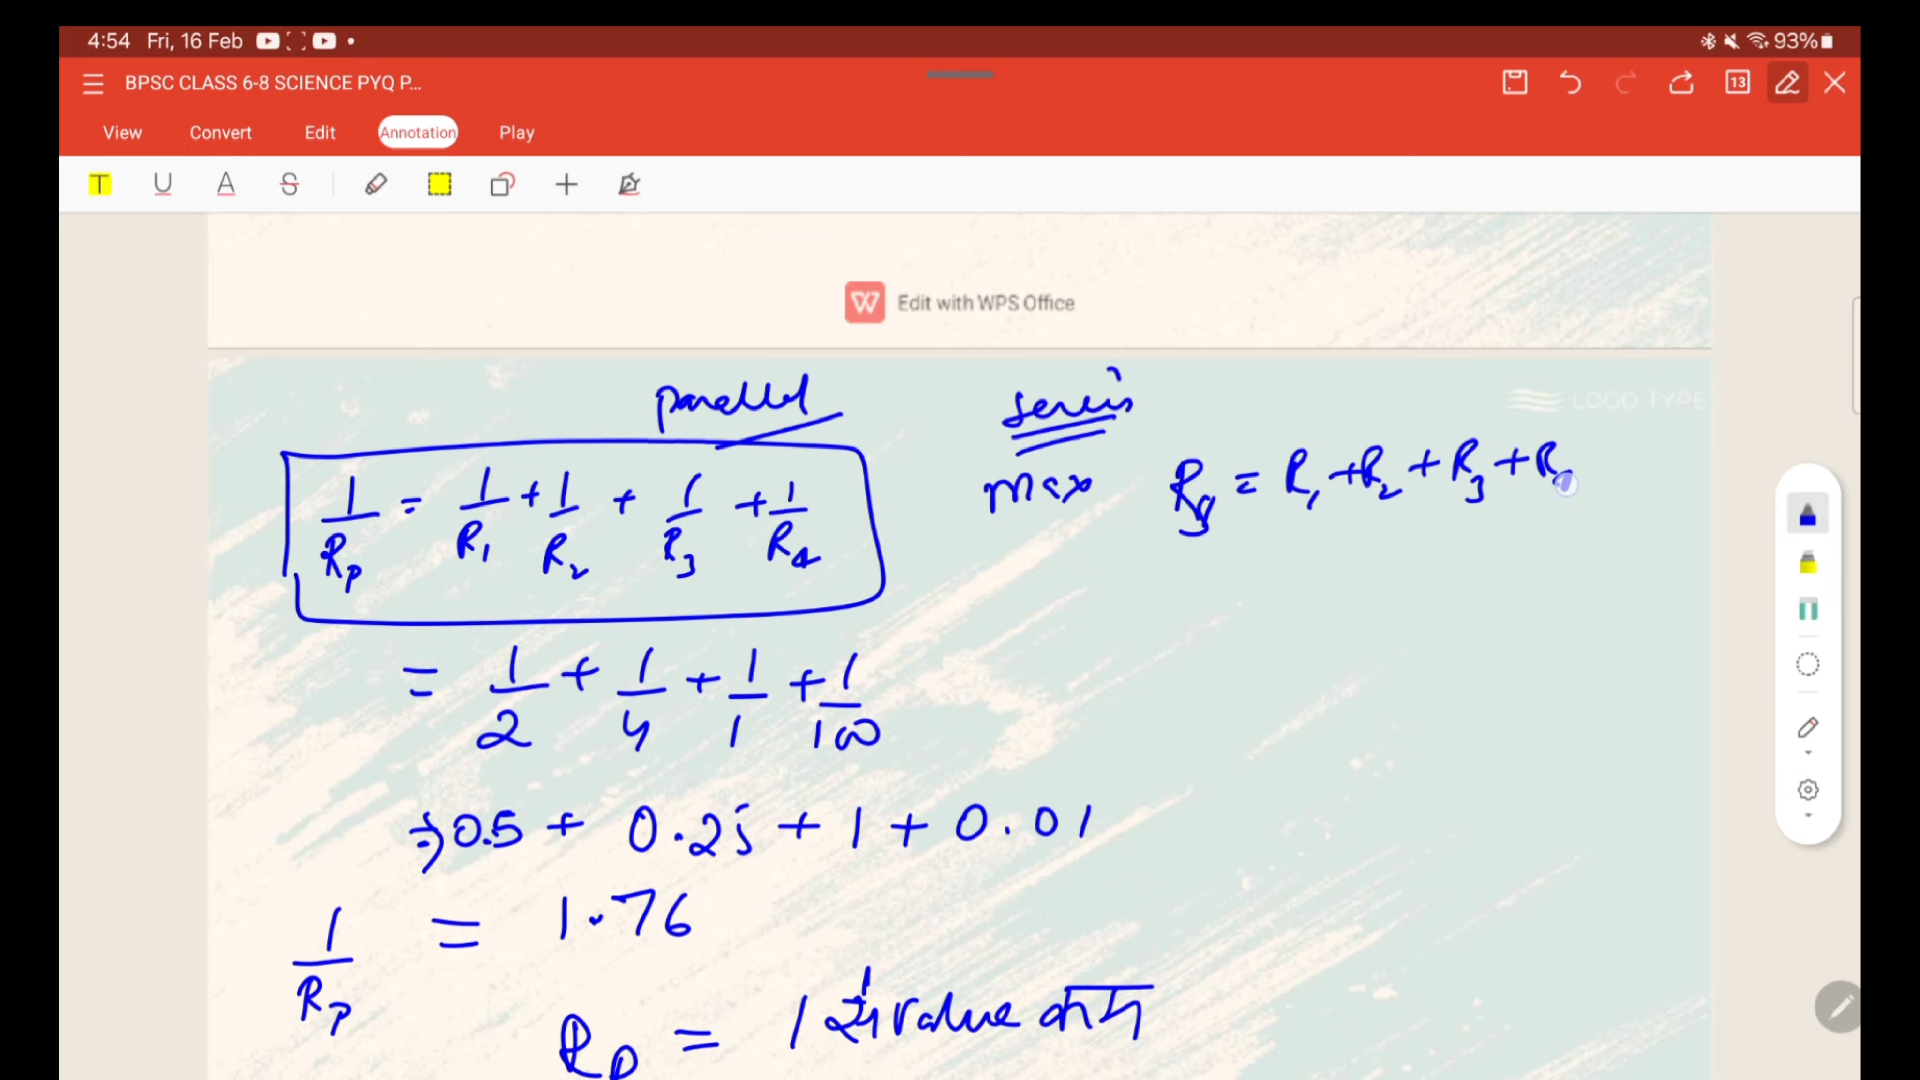 4:54 Fri, 16 Feb 93%
BPSC CLASS 6-8 SCIENCE PYQ P... 13
View Convert Edit Annotation Play
T U A S
Edit with WPS Office
LOGO TYPE
parallel
series
1/Rp = 1/R1 + 1/R2 + 1/R3 + 1/R4
max Rs = R1 + R2 + R3 + R
= 1/2 + 1/4 + 1/1 + 1/100
⇒ 0.5 + 0.25 + 1 + 0.01
1/Rp = 1.76
Rp = 1 से value कम